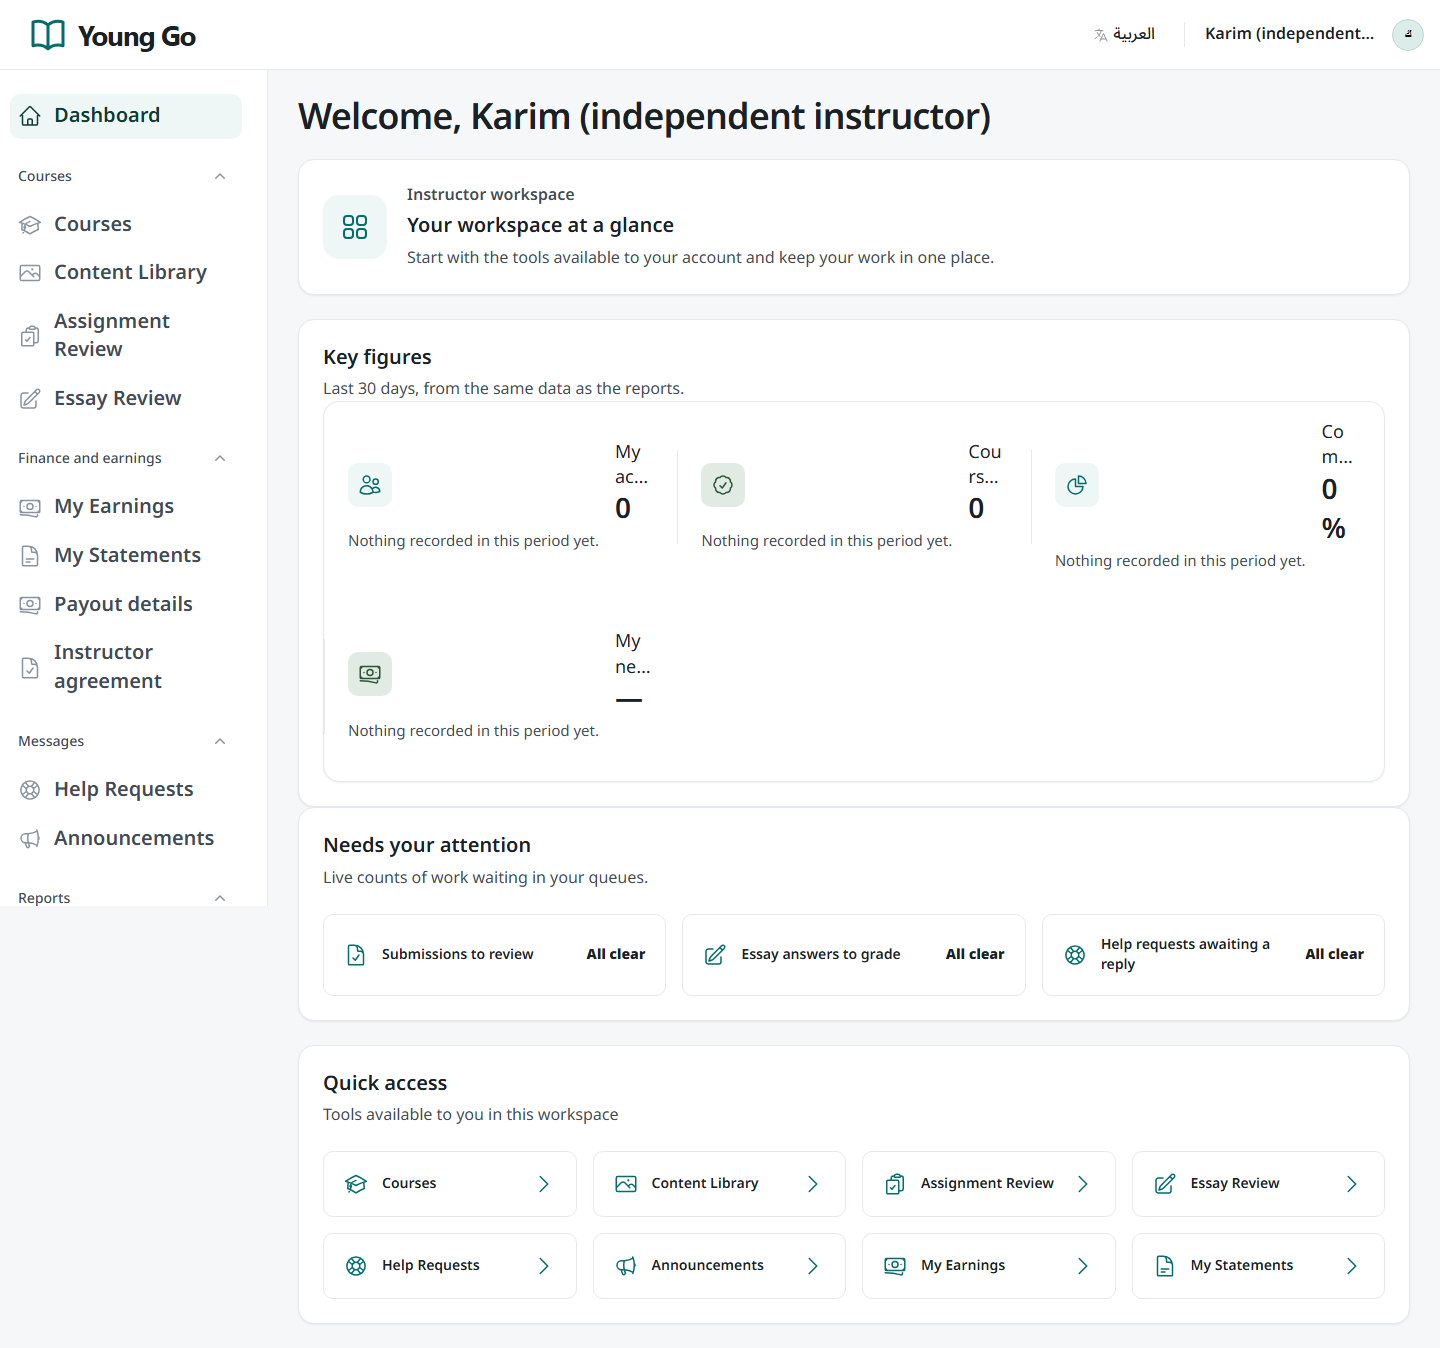 Young Go
العربية
Karim (independent...
Dashboard
Courses
Courses
Content Library
Assignment
Review
Essay Review
Finance and earnings
My Earnings
My Statements
Payout details
Instructor
agreement
Messages
Help Requests
Announcements
Reports
Welcome, Karim (independent instructor)
Instructor workspace
Your workspace at a glance
Start with the tools available to your account and keep your work in one place.
Key figures
Last 30 days, from the same data as the reports.
My
ac...
0
Nothing recorded in this period yet.
Cou
rs...
0
Nothing recorded in this period yet.
Co
m...
0
%
Nothing recorded in this period yet.
My
ne...
—
Nothing recorded in this period yet.
Needs your attention
Live counts of work waiting in your queues.
Submissions to review
All clear
Essay answers to grade
All clear
Help requests awaiting a
reply
All clear
Quick access
Tools available to you in this workspace
Courses
Content Library
Assignment Review
Essay Review
Help Requests
Announcements
My Earnings
My Statements